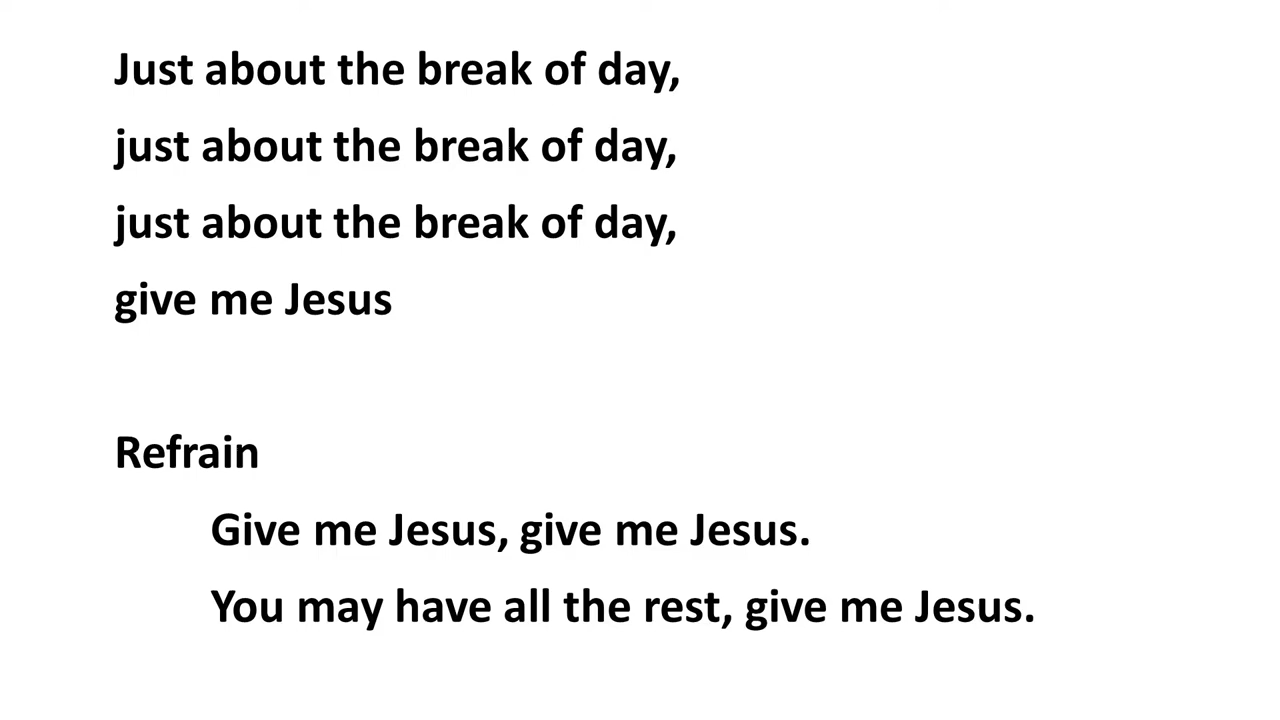 Just about the break of day,
just about the break of day,
just about the break of day,
give me Jesus
Refrain
Give me Jesus, give me Jesus.
You may have all the rest, give me Jesus.